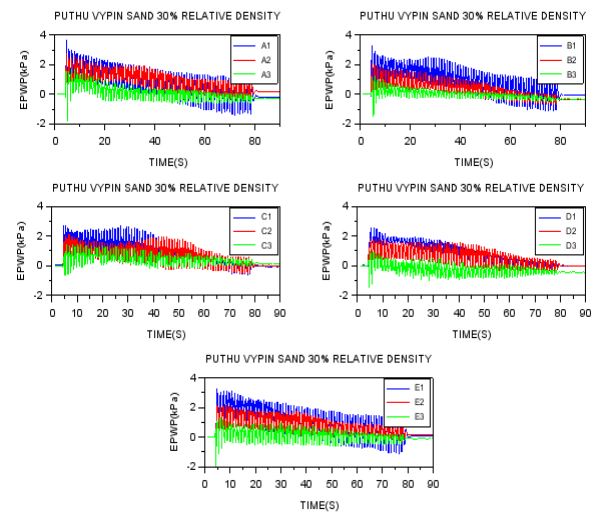 PUTHU VYPIN SAND 30% RELATIVE DENSITY
EPWP(kPa)
4
2
0
-2
A1
A2
A3
0 20 40 60 80
TIME(S)
PUTHU VYPIN SAND 30% RELATIVE DENSITY
EPWP(kPa)
4
2
0
-2
B1
B2
B3
0 20 40 60 80
TIME(S)
PUTHU VYPIN SAND 30% RELATIVE DENSITY
EPWP(kPa)
4
2
0
-2
C1
C2
C3
0 10 20 30 40 50 60 70 80 90
TIME(S)
PUTHU VYPIN SAND 30% RELATIVE DENSITY
EPWP(kPa)
4
2
0
-2
D1
D2
D3
0 10 20 30 40 50 60 70 80 90
TIME(S)
PUTHU VYPIN SAND 30% RELATIVE DENSITY
EPWP(kPa)
4
2
0
-2
E1
E2
E3
0 10 20 30 40 50 60 70 80 90
TIME(S)